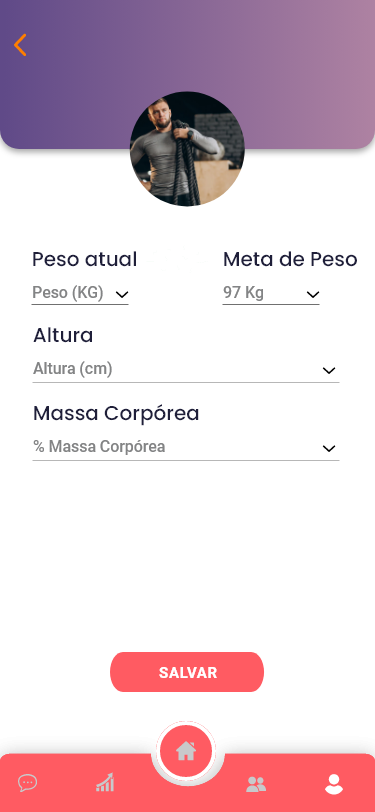 Peso atual Meta de Peso
Peso (KG) 97 Kg
Altura
Altura (cm)
Massa Corpórea
% Massa Corpórea
SALVAR